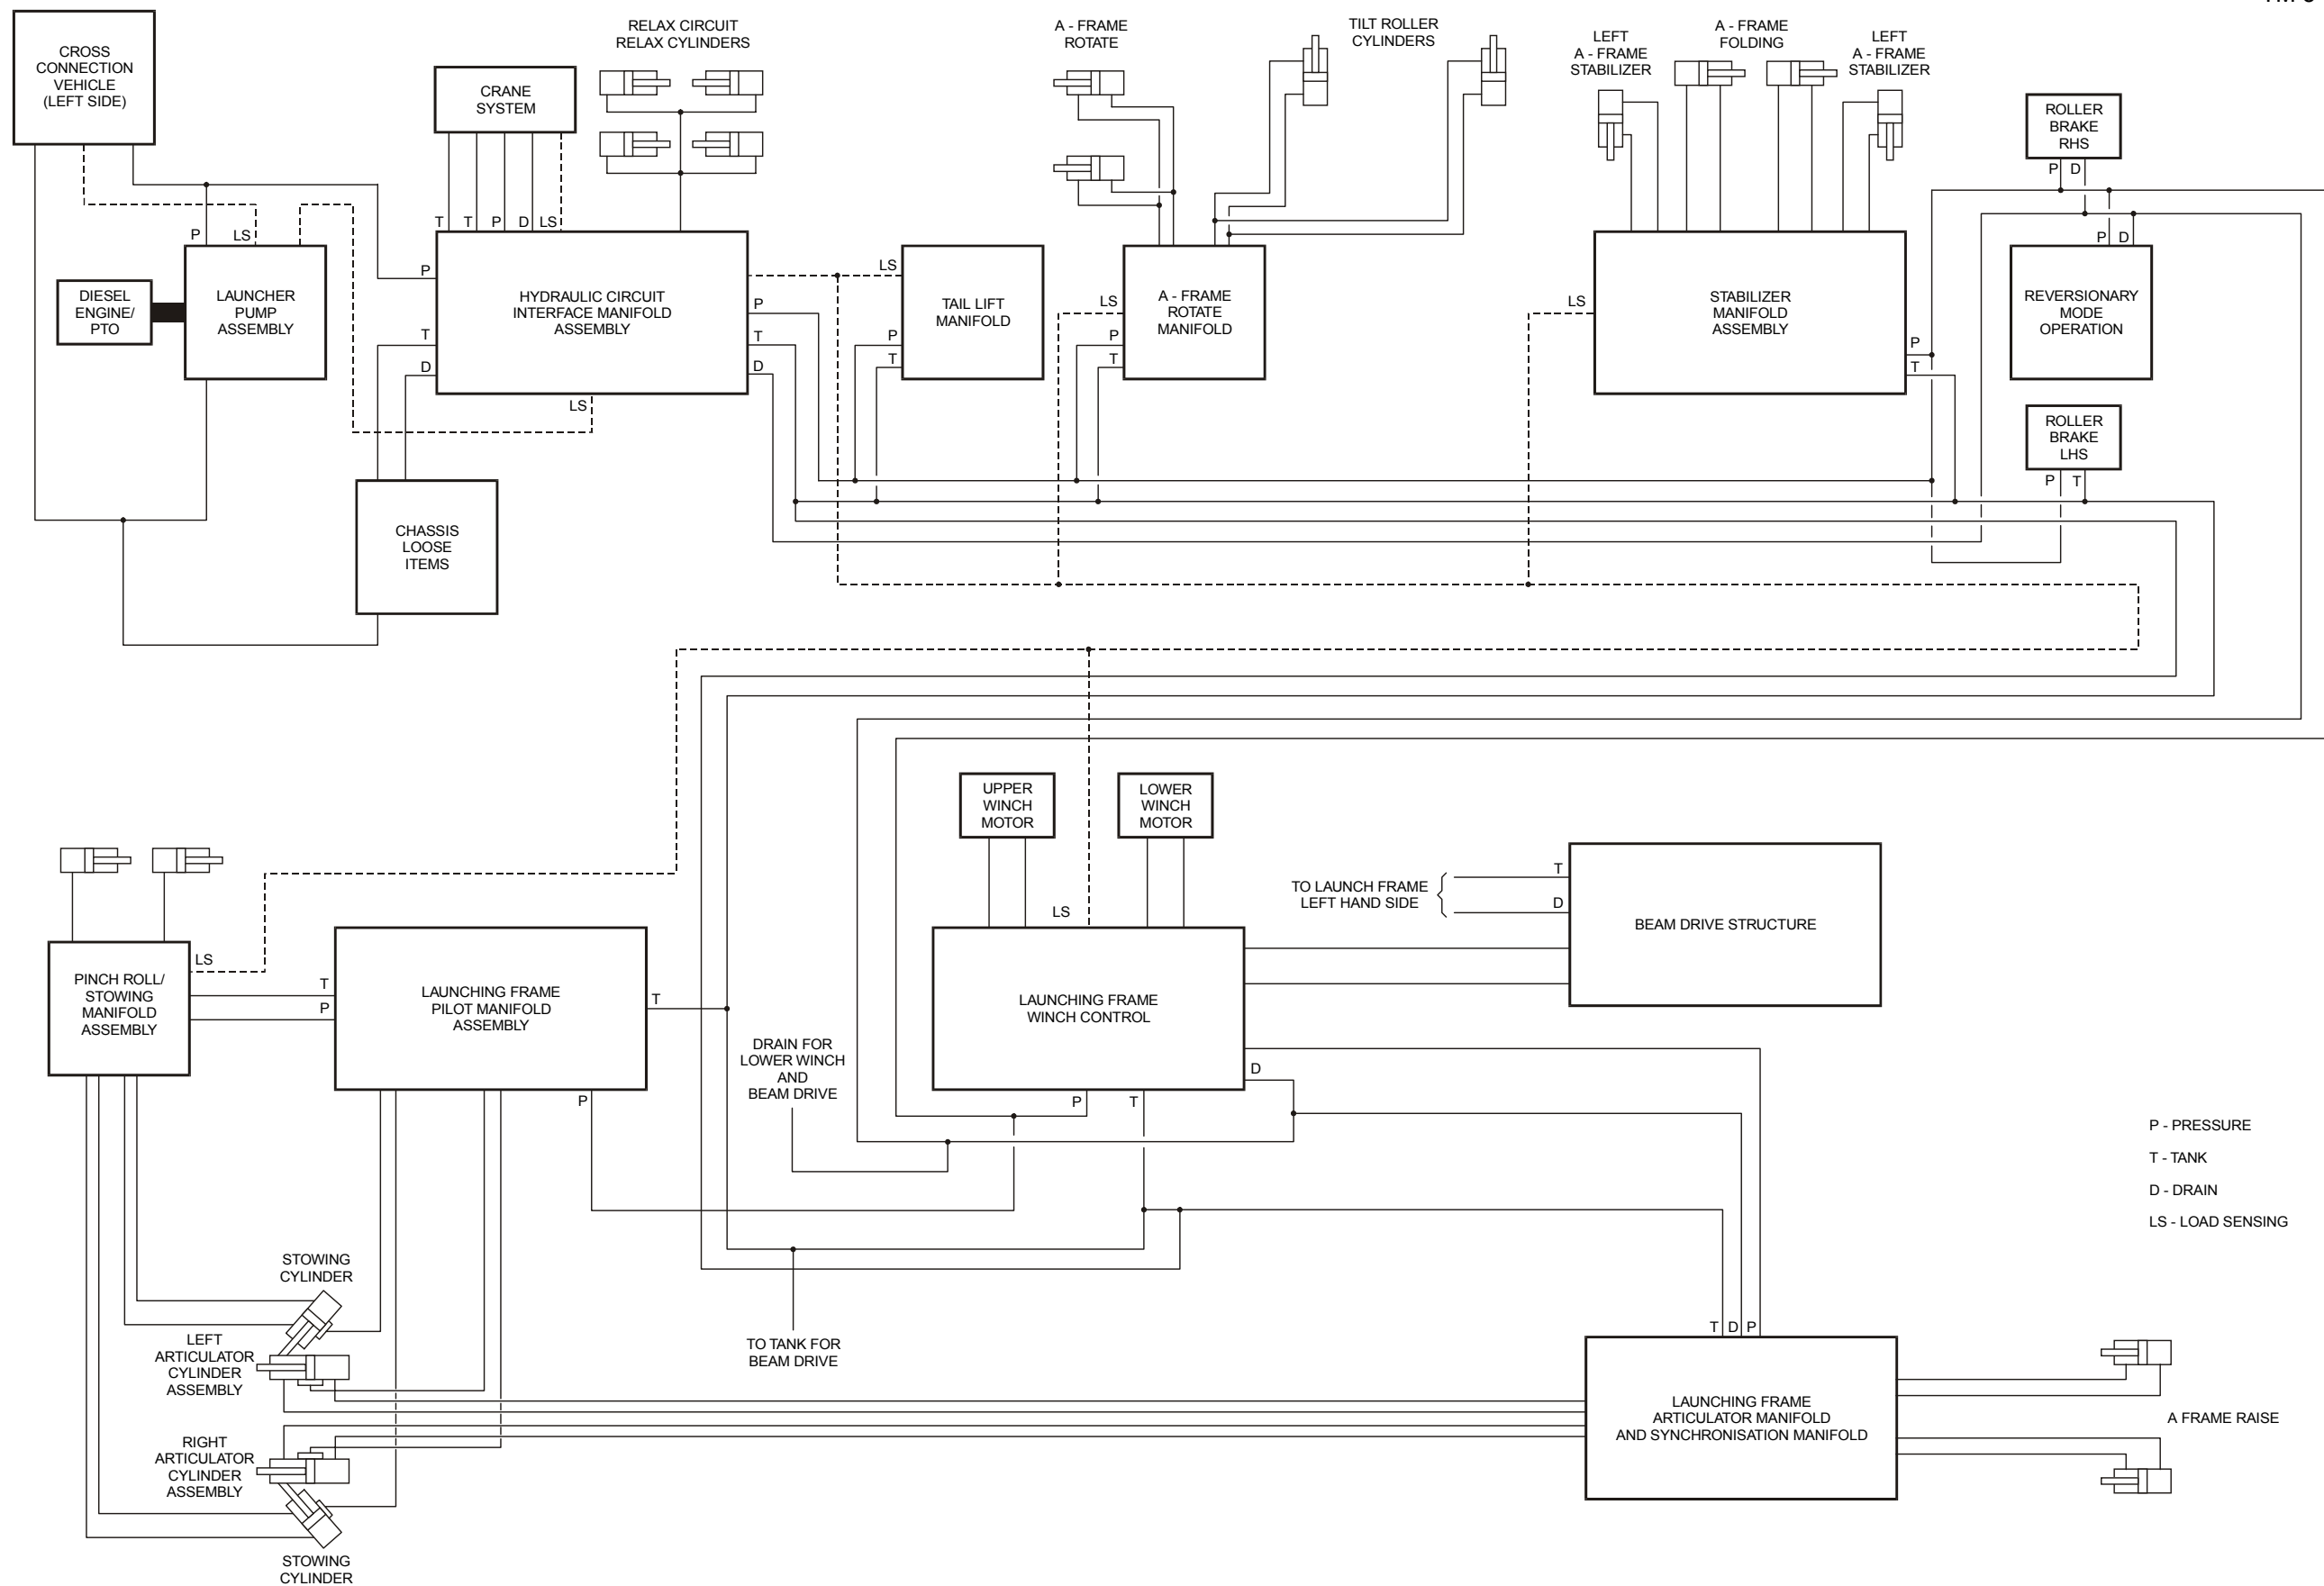 CROSS
CONNECTION
VEHICLE
(LEFT SIDE)
RELAX CIRCUIT
RELAX CYLINDERS
CRANE
SYSTEM
A - FRAME
ROTATE
TILT ROLLER
CYLINDERS
LEFT
A - FRAME
STABILIZER
A - FRAME
FOLDING
LEFT
A - FRAME
STABILIZER
ROLLER
BRAKE
RHS
P D
T T P D LS
P LS
P D
DIESEL
ENGINE/
PTO
LAUNCHER
PUMP
ASSEMBLY
P
T
D
HYDRAULIC CIRCUIT
INTERFACE MANIFOLD
ASSEMBLY
P
T
D
LS
LS
P
T
TAIL LIFT
MANIFOLD
LS
P
T
A - FRAME
ROTATE
MANIFOLD
LS
STABILIZER
MANIFOLD
ASSEMBLY
P
T
REVERSIONARY
MODE
OPERATION
ROLLER
BRAKE
LHS
P T
CHASSIS
LOOSE
ITEMS
UPPER
WINCH
MOTOR
LOWER
WINCH
MOTOR
TO LAUNCH FRAME
LEFT HAND SIDE
T
D
BEAM DRIVE STRUCTURE
LS
PINCH ROLL/
STOWING
MANIFOLD
ASSEMBLY
LS
T
P
LAUNCHING FRAME
PILOT MANIFOLD
ASSEMBLY
T
P
DRAIN FOR
LOWER WINCH
AND
BEAM DRIVE
LAUNCHING FRAME
WINCH CONTROL
D
P T
P - PRESSURE
T - TANK
D - DRAIN
LS - LOAD SENSING
STOWING
CYLINDER
LEFT
ARTICULATOR
CYLINDER
ASSEMBLY
TO TANK FOR
BEAM DRIVE
T D P
LAUNCHING FRAME
ARTICULATOR MANIFOLD
AND SYNCHRONISATION MANIFOLD
A FRAME RAISE
RIGHT
ARTICULATOR
CYLINDER
ASSEMBLY
STOWING
CYLINDER